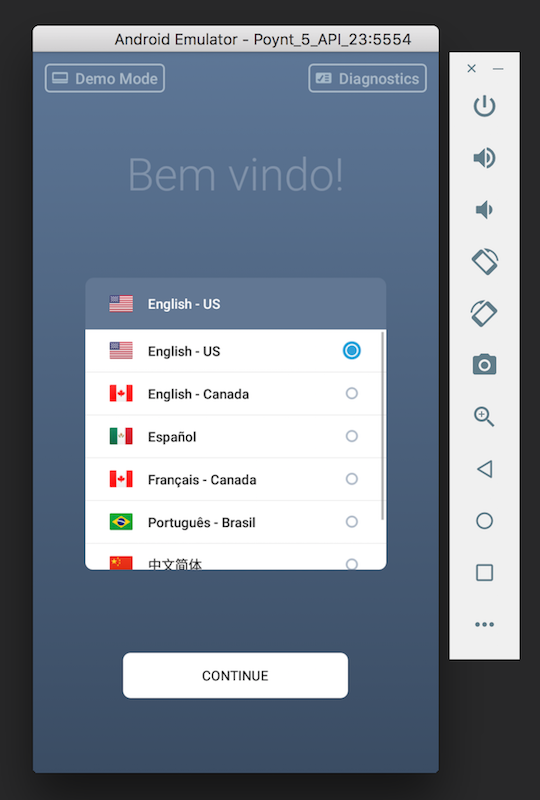 Android Emulator - Poynt_5_API_23:5554
Demo Mode
Diagnostics
Bem vindo!
English - US
English - US
English - Canada
Español
Français - Canada
Português - Brasil
中文简体
CONTINUE